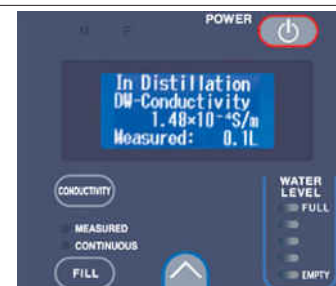 POWER
In Distillation
DW-Conductivity
1.48×10⁻⁴S/m
Measured: 0.1L
CONDUCTIVITY
WATER
LEVEL
FULL
MEASURED
CONTINUOUS
FILL
EMPTY